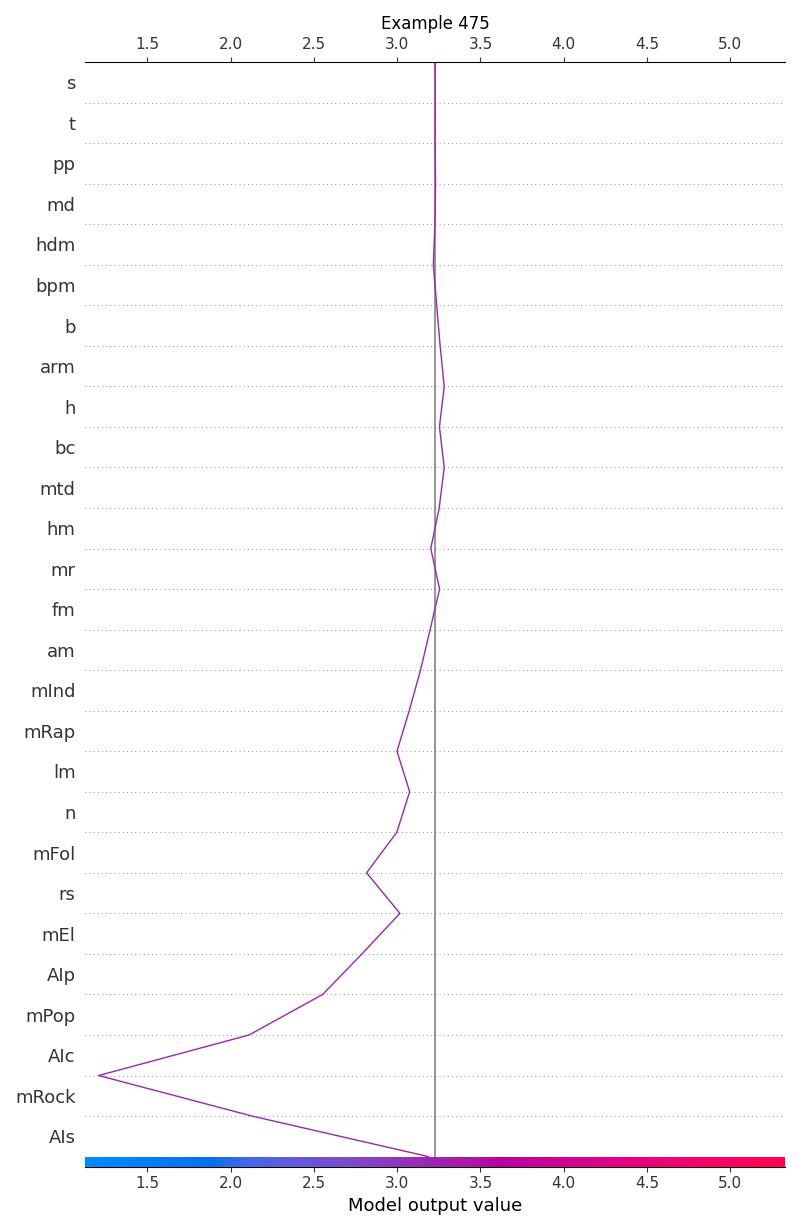 Example 475
1.5 2.0 2.5 3.0 3.5 4.0 4.5 5.0
s
t
pp
md
hdm
bpm
b
arm
h
bc
mtd
hm
mr
fm
am
mInd
mRap
lm
n
mFol
rs
mEl
AIp
mPop
AIc
mRock
AIs
1.5 2.0 2.5 3.0 3.5 4.0 4.5 5.0
Model output value